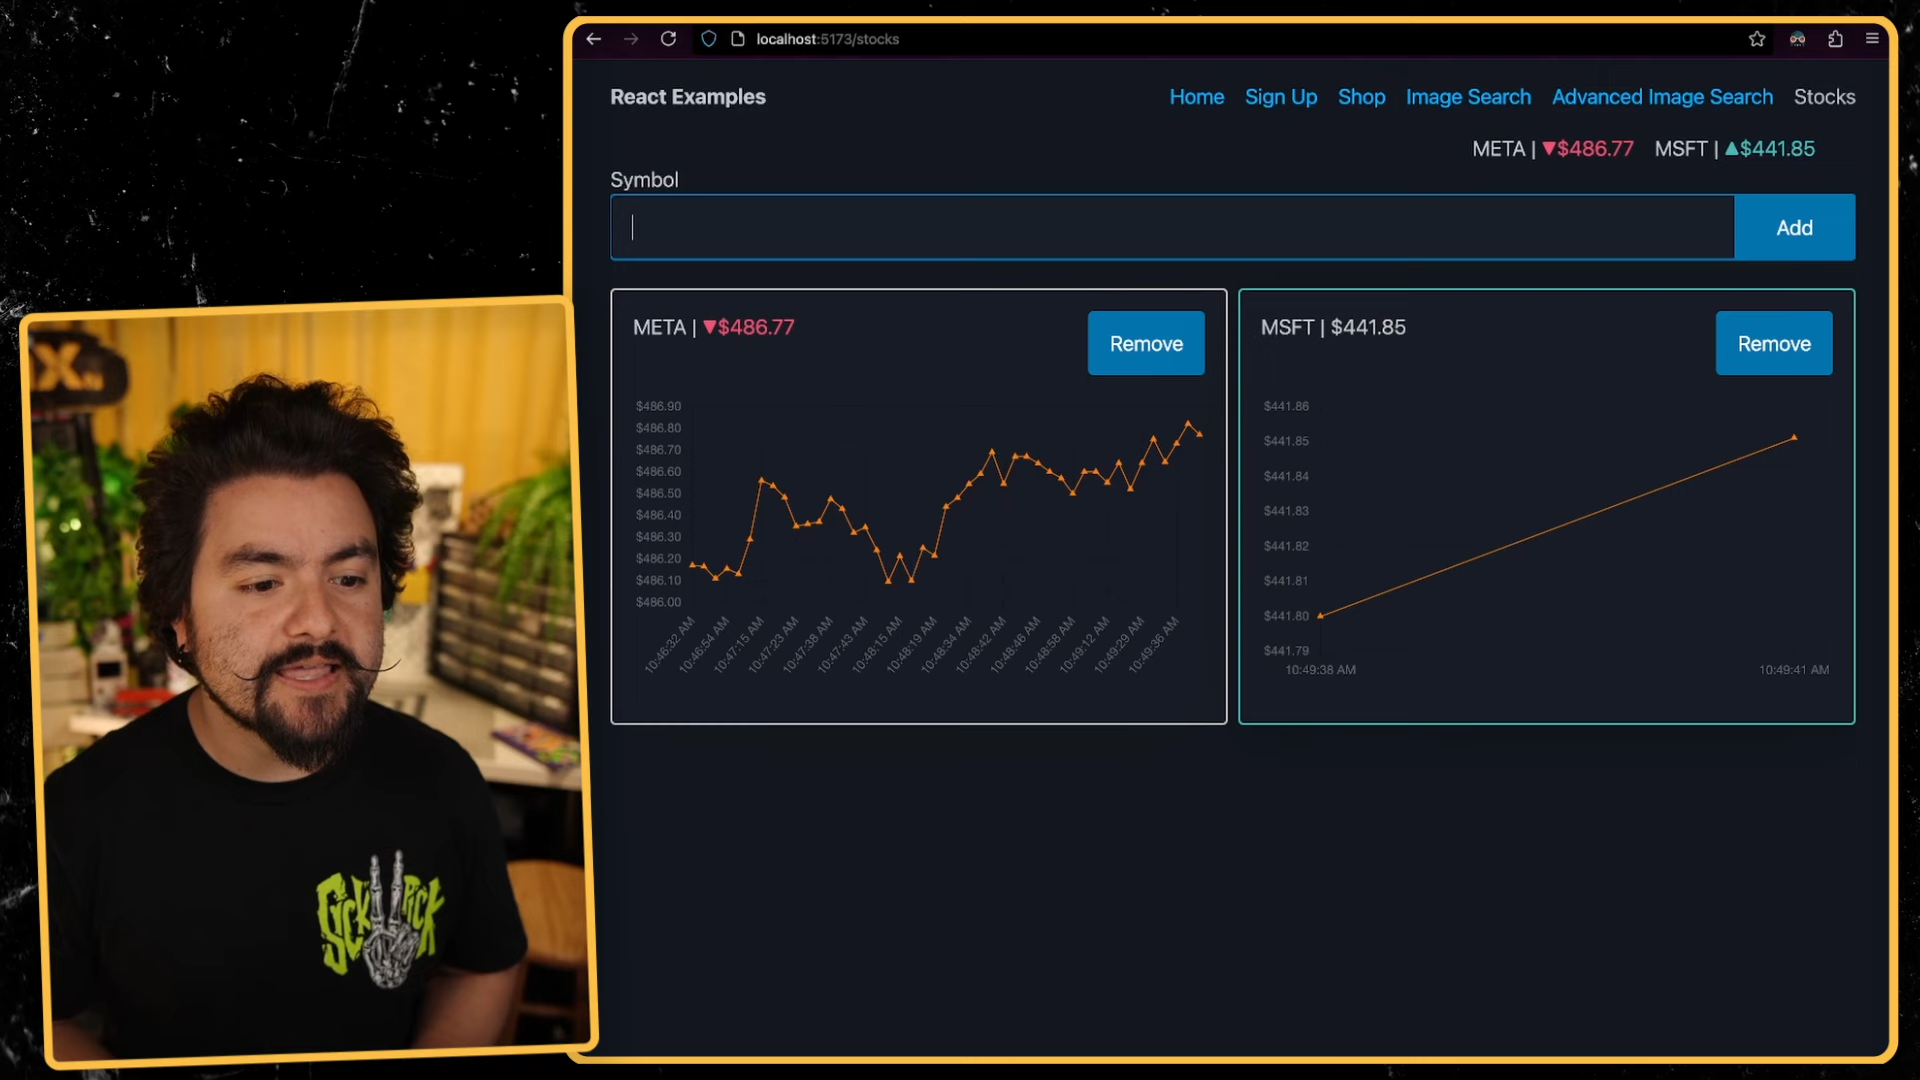 localhost:5173/stocks
React Examples
Home Sign Up Shop Image Search Advanced Image Search Stocks
META | ▼$486.77 MSFT | ▲$441.85
Symbol
Add
META | ▼$486.77
Remove
$486.90
$486.80
$486.70
$486.60
$486.50
$486.40
$486.30
$486.20
$486.10
$486.00
10:46:32 AM
10:46:54 AM
10:47:15 AM
10:47:23 AM
10:47:38 AM
10:47:43 AM
10:48:15 AM
10:48:19 AM
10:48:34 AM
10:48:42 AM
10:48:46 AM
10:48:58 AM
10:49:12 AM
10:49:29 AM
10:49:36 AM
MSFT | $441.85
Remove
$441.86
$441.85
$441.84
$441.83
$441.82
$441.81
$441.80
$441.79
10:49:38 AM
10:49:41 AM
SICK PICK